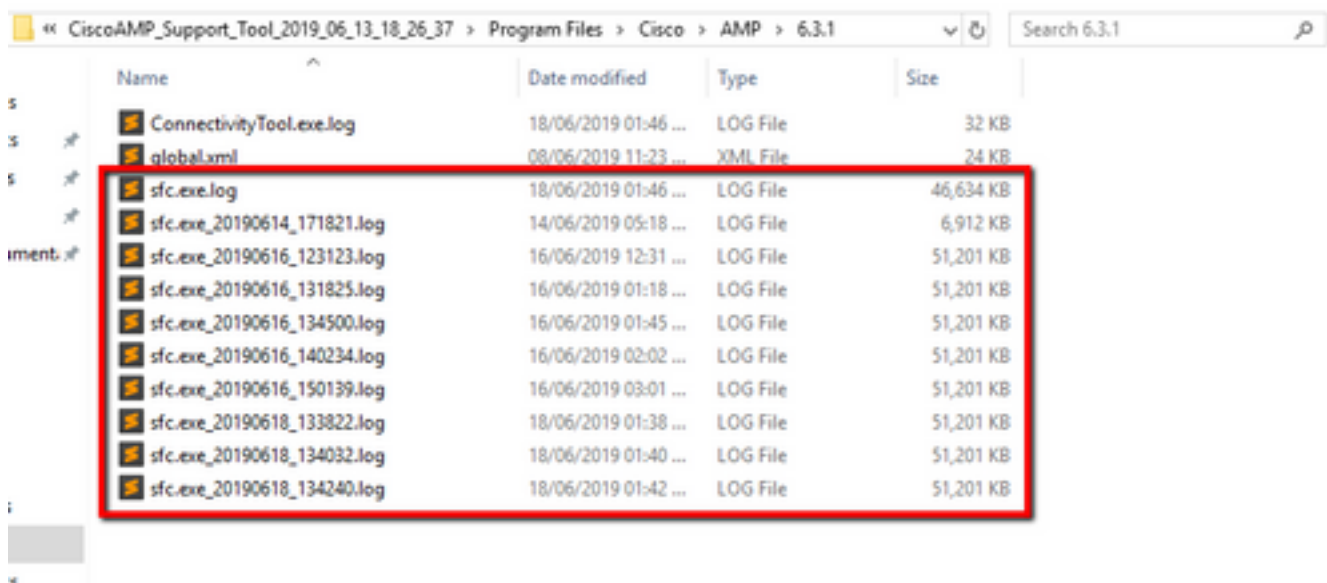 « CiscoAMP_Support_Tool_2019_06_13_18_26_37 > Program Files > Cisco > AMP > 6.3.1 Search 6.3.1
Name Date modified Type Size
ConnectivityTool.exe.log 18/06/2019 01:46 ... LOG File 32 KB
global.xml 08/06/2019 11:23 ... XML File 24 KB
sfc.exe.log 18/06/2019 01:46 ... LOG File 46,634 KB
sfc.exe_20190614_171821.log 14/06/2019 05:18 ... LOG File 6,912 KB
sfc.exe_20190616_123123.log 16/06/2019 12:31 ... LOG File 51,201 KB
sfc.exe_20190616_131825.log 16/06/2019 01:18 ... LOG File 51,201 KB
sfc.exe_20190616_134500.log 16/06/2019 01:45 ... LOG File 51,201 KB
sfc.exe_20190616_140234.log 16/06/2019 02:02 ... LOG File 51,201 KB
sfc.exe_20190616_150139.log 16/06/2019 03:01 ... LOG File 51,201 KB
sfc.exe_20190618_133822.log 18/06/2019 01:38 ... LOG File 51,201 KB
sfc.exe_20190618_134032.log 18/06/2019 01:40 ... LOG File 51,201 KB
sfc.exe_20190618_134240.log 18/06/2019 01:42 ... LOG File 51,201 KB